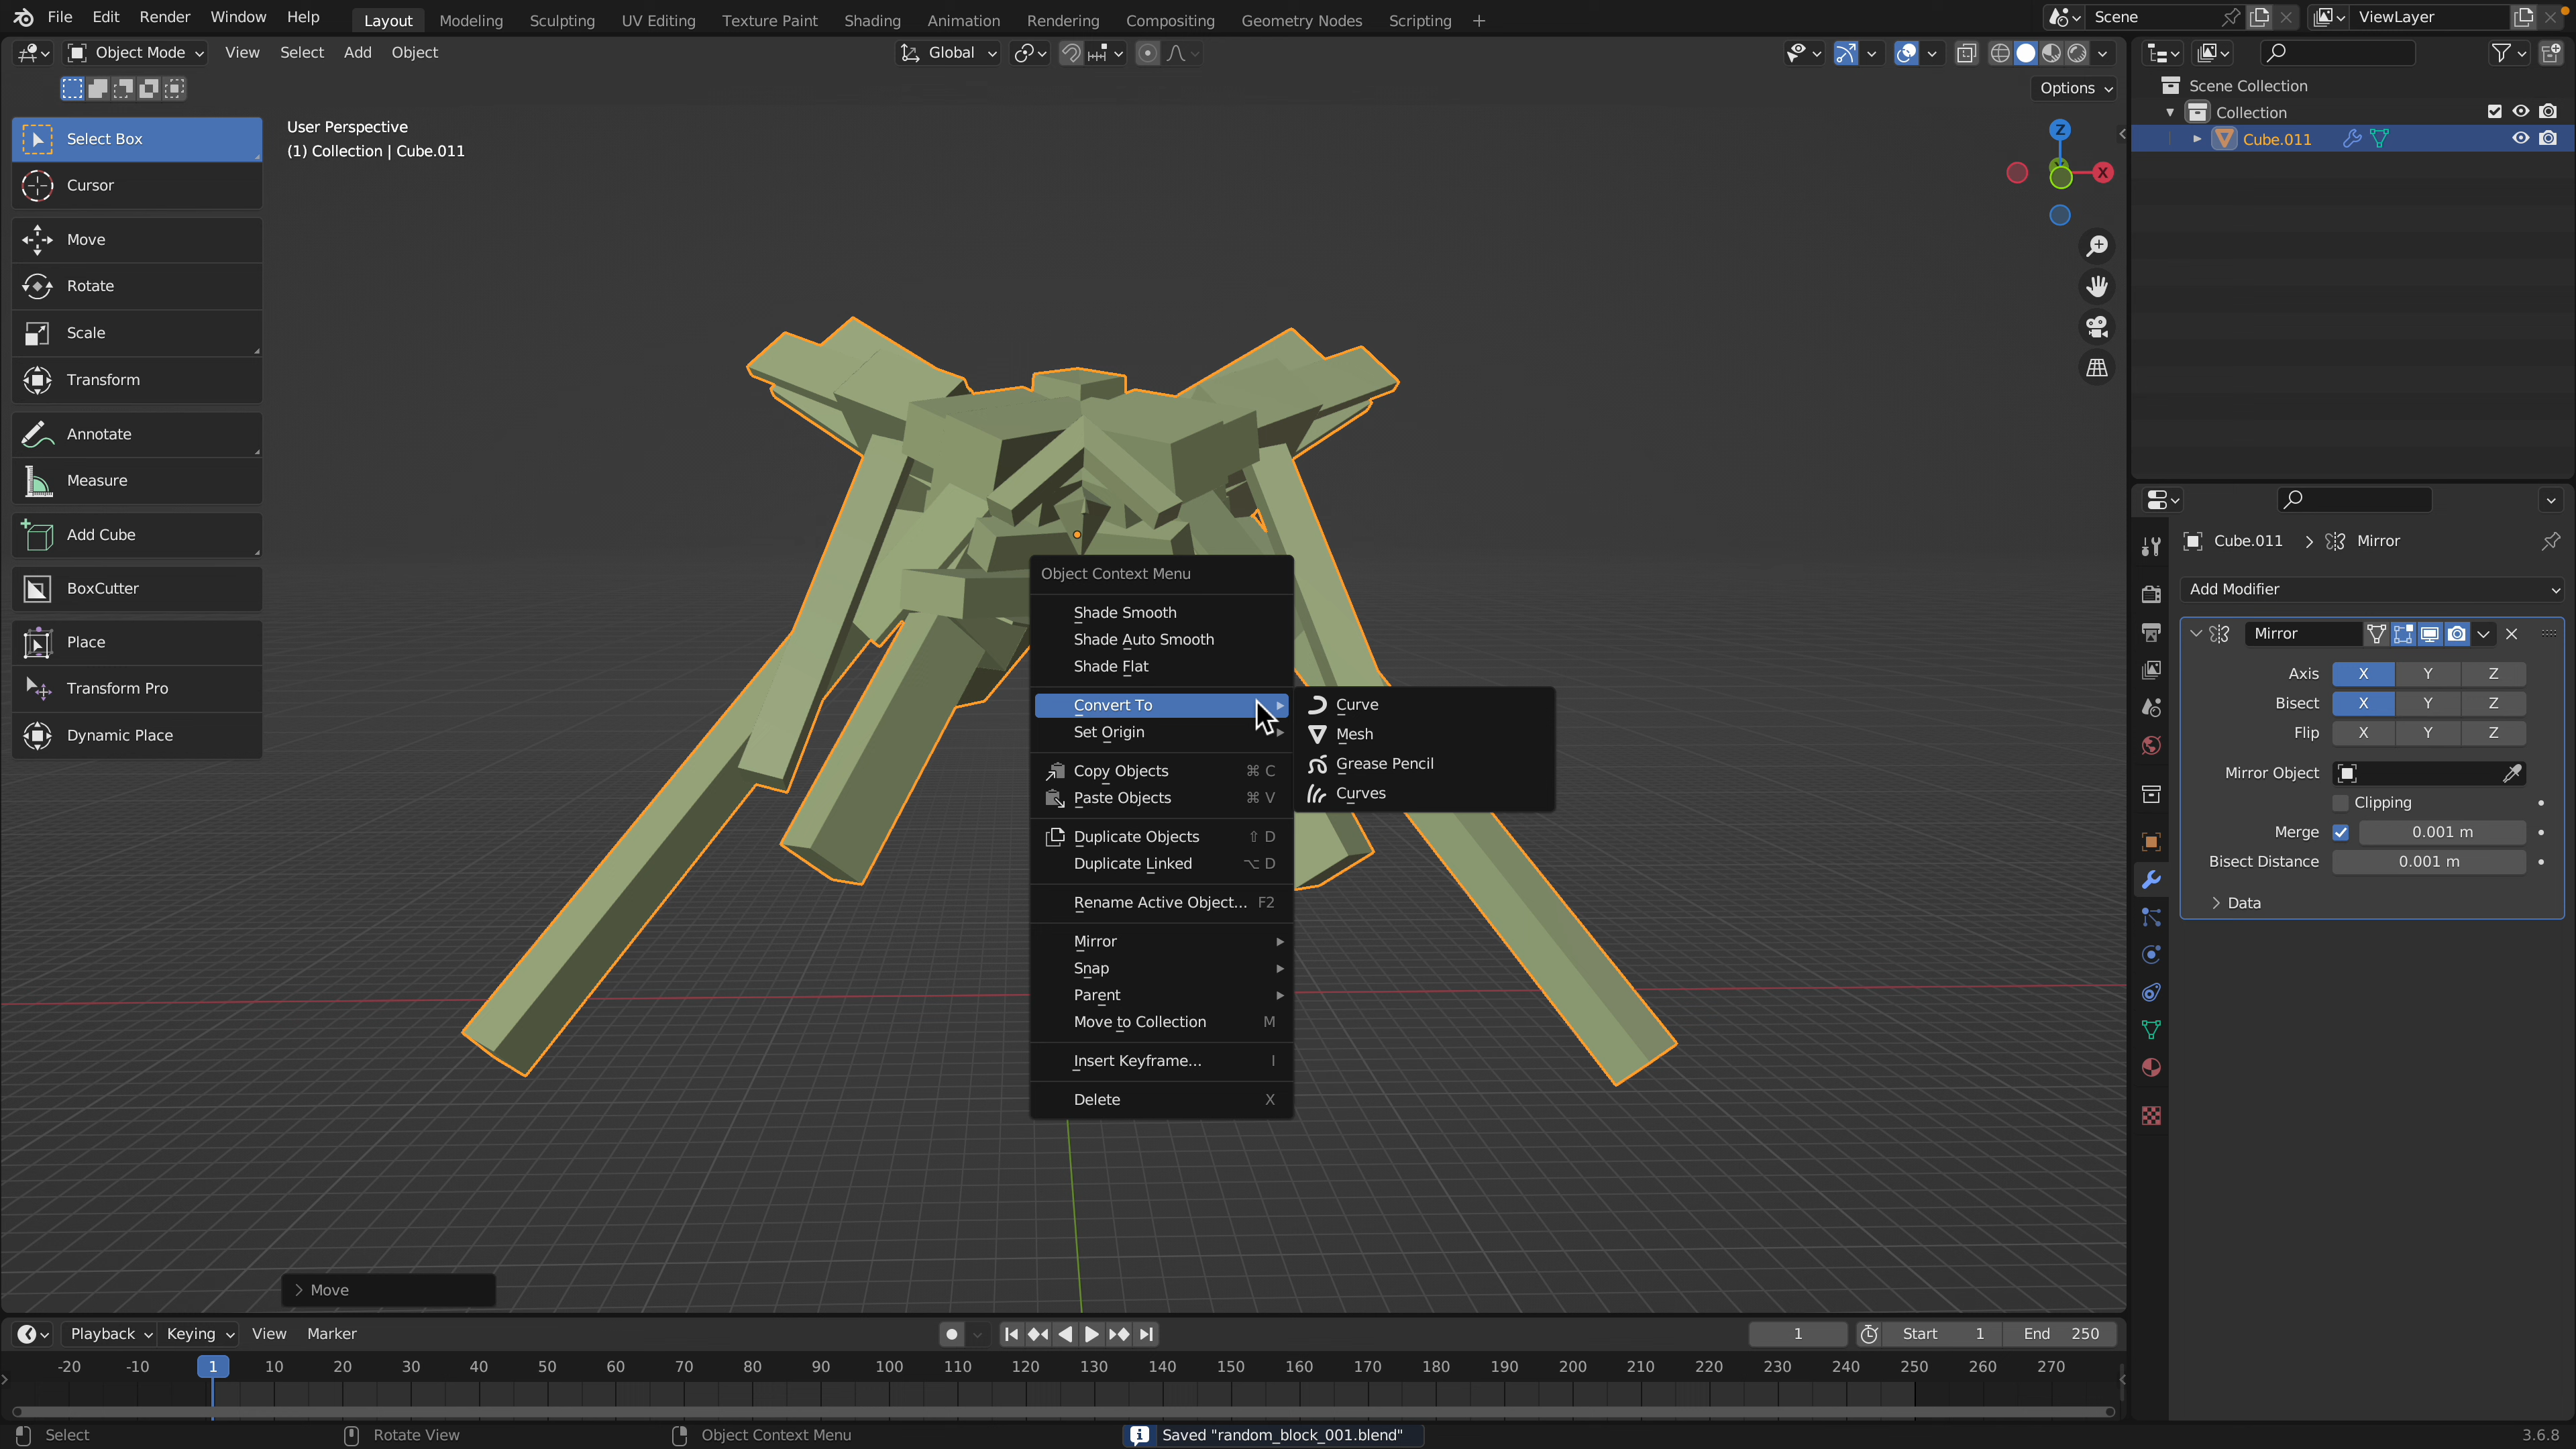 File Edit Render Window Help Layout Modeling Sculpting UV Editing Texture Paint Shading Animation Rendering Compositing Geometry Nodes Scripting + Scene ViewLayer
Object Mode View Select Add Object Global
Options
Select Box
Cursor
Move
Rotate
Scale
Transform
Annotate
Measure
Add Cube
BoxCutter
Place
Transform Pro
Dynamic Place
User Perspective
(1) Collection | Cube.011
Z
X
Object Context Menu
Shade Smooth
Shade Auto Smooth
Shade Flat
Convert To
Set Origin
Copy Objects ⌘ C
Paste Objects ⌘ V
Duplicate Objects ⇧ D
Duplicate Linked ⌥ D
Rename Active Object... F2
Mirror
Snap
Parent
Move to Collection M
Insert Keyframe... I
Delete X
Curve
Mesh
Grease Pencil
Curves
Move
Scene Collection
Collection
Cube.011
Cube.011 Mirror
Add Modifier
Mirror
Axis X Y Z
Bisect X Y Z
Flip X Y Z
Mirror Object
Clipping
Merge 0.001 m
Bisect Distance 0.001 m
Data
Playback Keying View Marker 1 Start 1 End 250
-20 -10 1 10 20 30 40 50 60 70 80 90 100 110 120 130 140 150 160 170 180 190 200 210 220 230 240 250 260 270
Select Rotate View Object Context Menu Saved "random_block_001.blend" 3.6.8